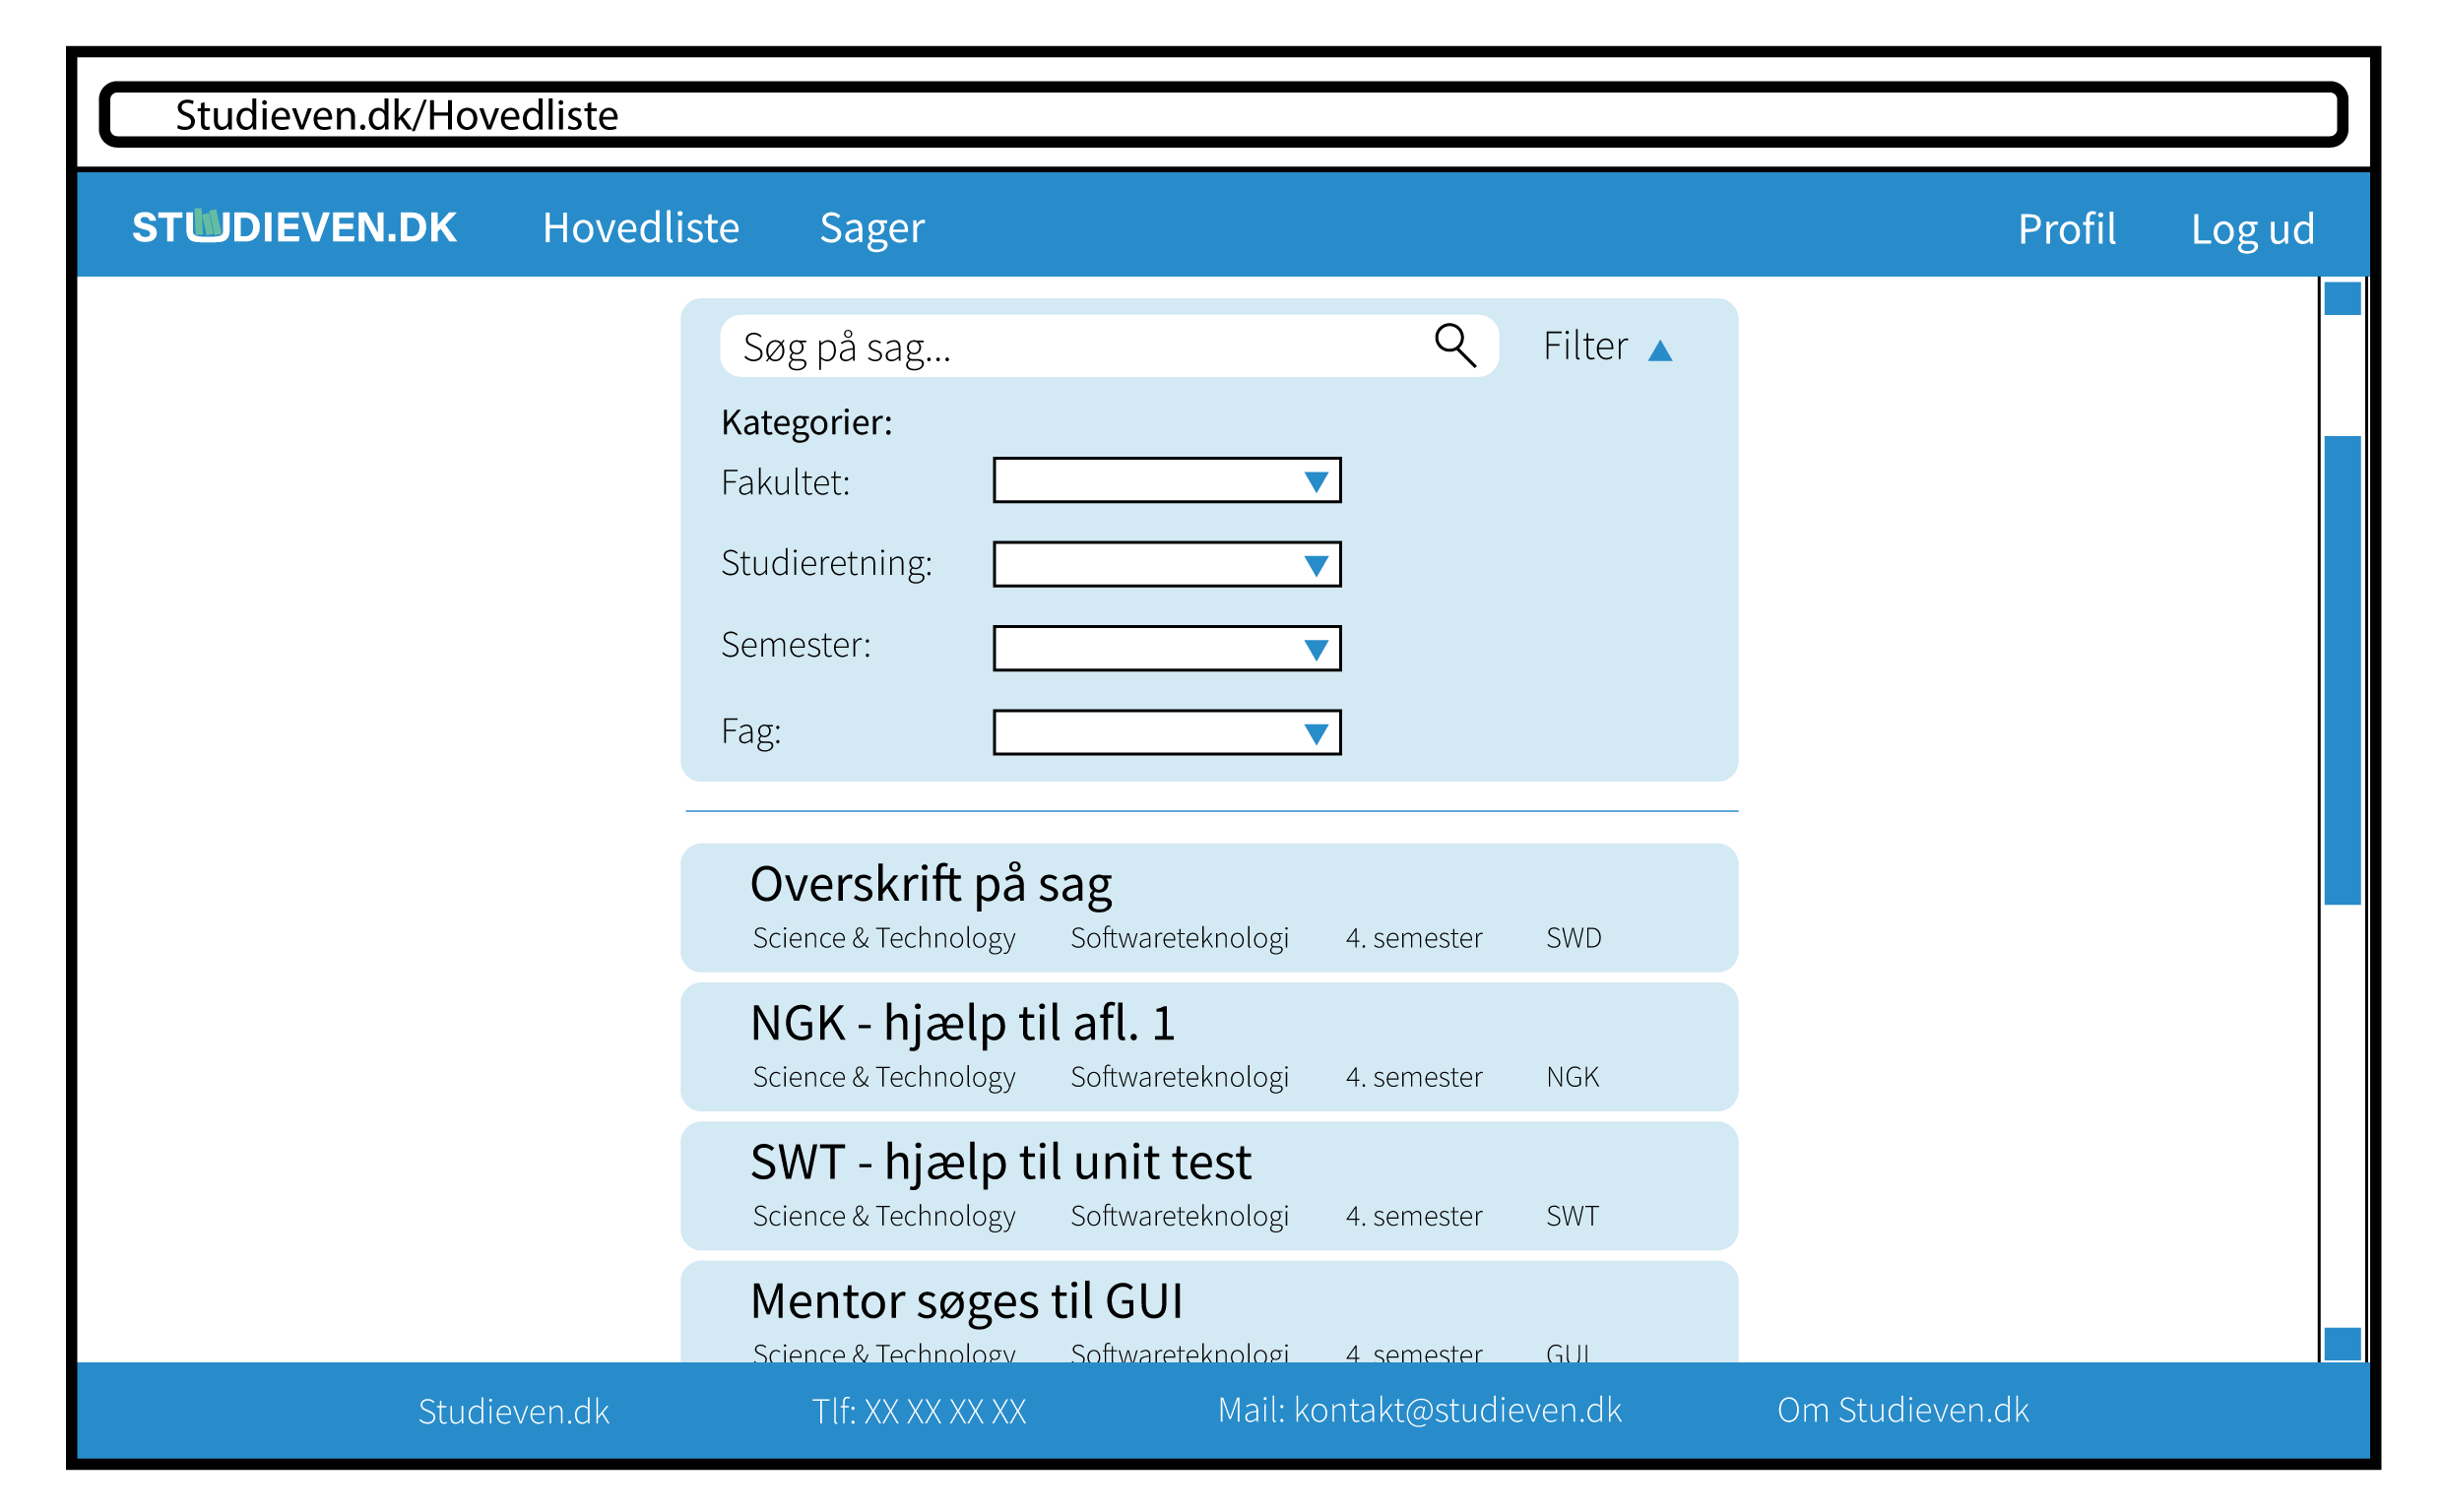 Studieven.dk/Hovedliste
STUDIEVEN.DK Hovedliste Sager Profil Log ud
Søg på sag... Filter
Kategorier:
Fakultet:
Studieretning:
Semester:
Fag:
Overskrift på sag
Science & Technology Softwareteknologi 4. semester SWD
NGK - hjælp til afl. 1
Science & Technology Softwareteknologi 4. semester NGK
SWT - hjælp til unit test
Science & Technology Softwareteknologi 4. semester SWT
Mentor søges til GUI
Science & Technology Softwareteknologi 4. semester GUI
Studieven.dk Tlf: XX XX XX XX Mail: kontakt@studieven.dk Om Studieven.dk